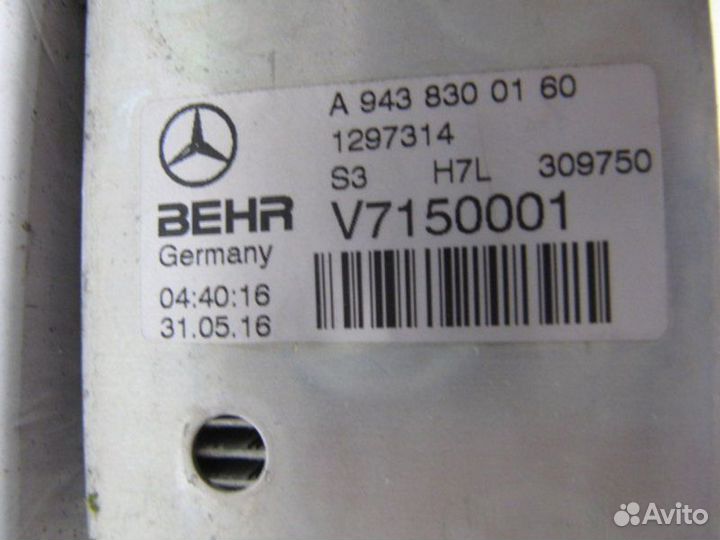 A 943 830 01 60
1297314
S3 H7L 309750
BEHR V7150001
Germany
04:40:16
31.05.16
Avito